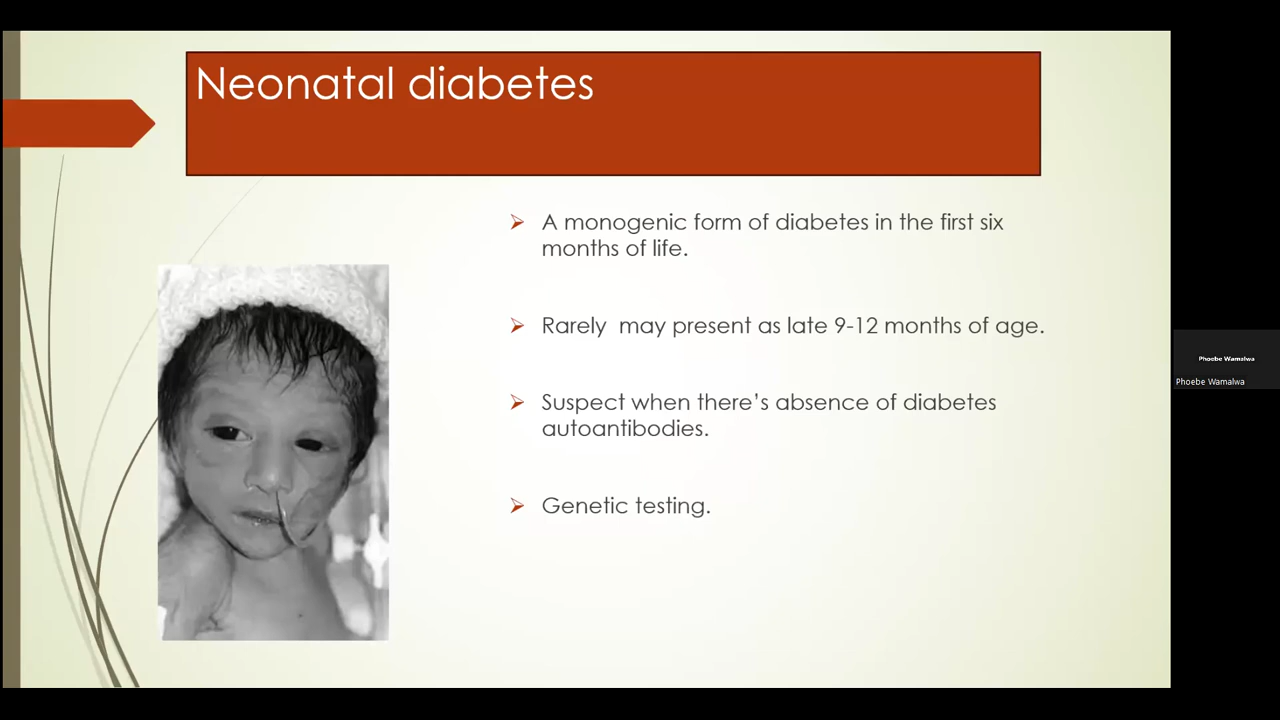 Neonatal diabetes
A monogenic form of diabetes in the first six
months of life.
Rarely  may present as late 9-12 months of age.
Suspect when there’s absence of diabetes
autoantibodies.
Genetic testing.
Phoebe Wamalwa
Phoebe Wamalwa